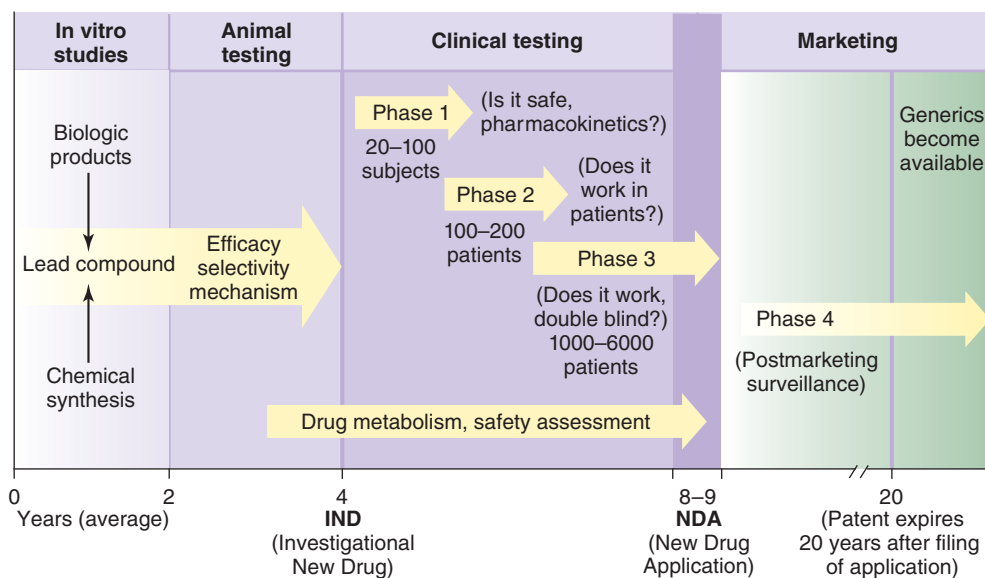 In vitro
studies
Animal
testing
Clinical testing
Marketing
Biologic
products
Lead compound
Chemical
synthesis
Efficacy
selectivity
mechanism
Phase 1
(Is it safe,
pharmacokinetics?)
20–100
subjects
Phase 2
(Does it
work in
patients?)
100–200
patients
Phase 3
(Does it work,
double blind?)
1000–6000
patients
Drug metabolism, safety assessment
Generics
become
available
Phase 4
(Postmarketing
surveillance)
0
Years (average)
2
4
IND
(Investigational
New Drug)
8–9
NDA
(New Drug
Application)
20
(Patent expires
20 years after filing
of application)